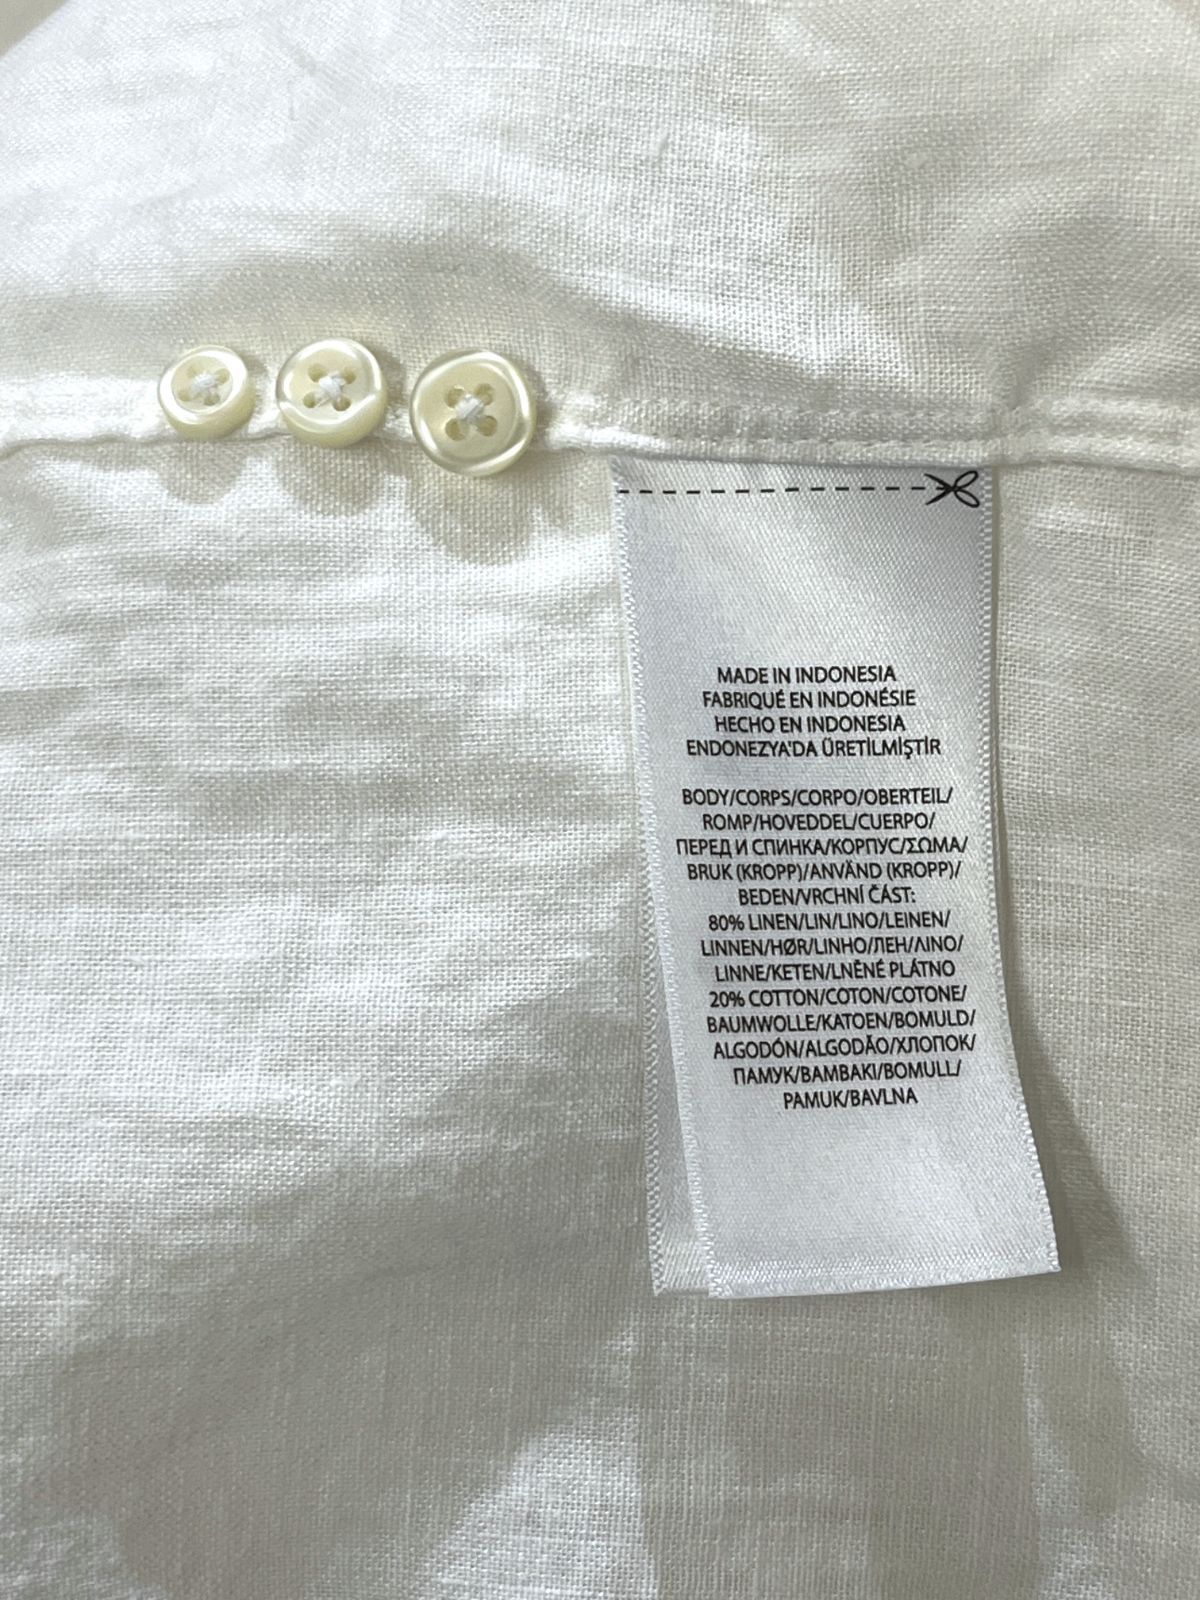 MADE IN INDONESIA
FABRIQUÉ EN INDONÉSIE
HECHO EN INDONESIA
ENDONEZYA'DA ÜRETİLMİŞTİR
BODY/CORPS/CORPO/OBERTEIL/
ROMP/HOVEDDEL/CUERPO/
ПЕРЕД И СПИНКА/КОРПУС/ΣΩΜΑ/
BRUK (KROPP)/ANVÄND (KROPP)/
BEDEN/VRCHNÍ ČÁST:
80% LINEN/LIN/LINO/LEINEN/
LINNEN/HØR/LINHO/ЛЕН/ΛΙΝΟ/
LINNE/KETEN/LNĚNÉ PLÁTNO
20% COTTON/COTON/COTONE/
BAUMWOLLE/KATOEN/BOMULD/
ALGODÓN/ALGODÃO/ХЛОПОК/
ПАМУК/BAMBAKI/BOMULL/
PAMUK/BAVLNA